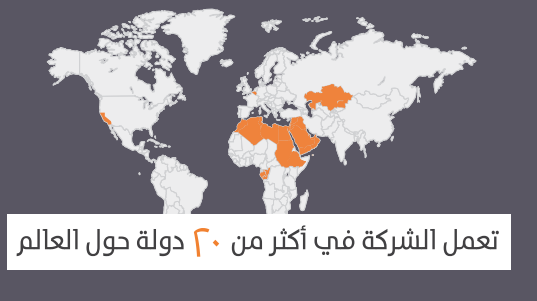 تعمل الشركة في أكثر من ٢٠ دولة حول العالم